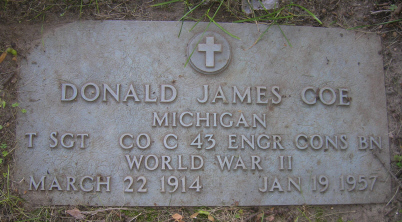 DONALD JAMES COE
MICHIGAN
T SGT CO C 43 ENGR CONS BN
WORLD WAR II
MARCH 22 1914 JAN 19 1957